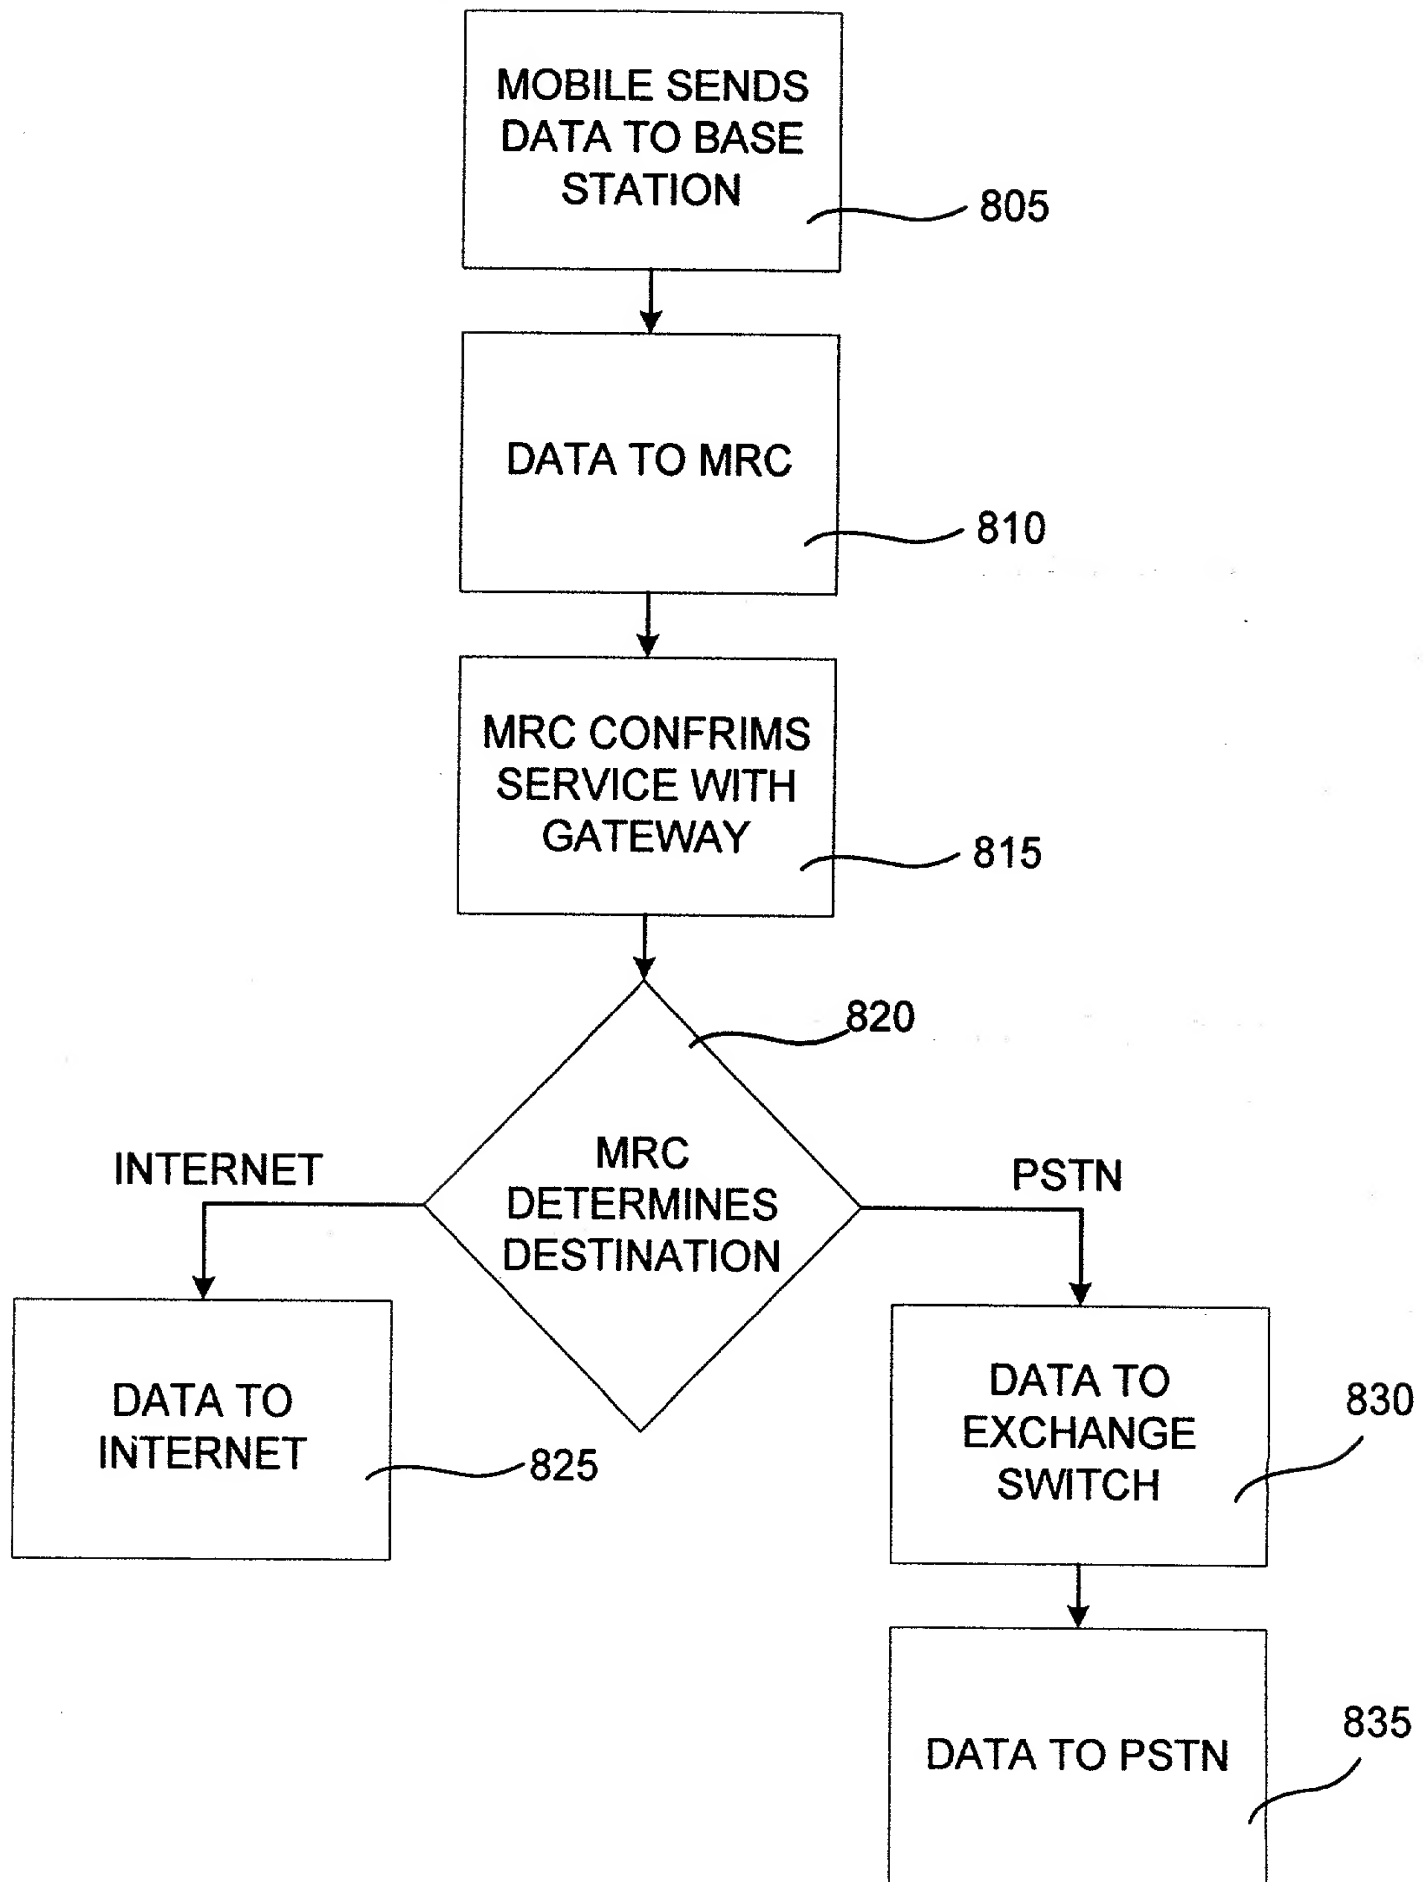 MOBILE SENDS
DATA TO BASE
STATION
805
DATA TO MRC
810
MRC CONFRIMS
SERVICE WITH
GATEWAY
815
820
INTERNET
MRC
DETERMINES
DESTINATION
PSTN
DATA TO
INTERNET
825
DATA TO
EXCHANGE
SWITCH
830
DATA TO PSTN
835